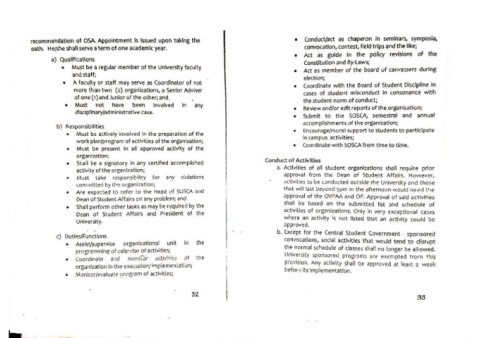 recommendation of OSA. Appointment is issued upon taking the
oath. He/she shall serve a term of one academic year.
a) Qualifications
• Must be a regular member of the University faculty
and staff;
• A faculty or staff may serve as Coordinator of not
more than two (2) organizations, a Senior Adviser
of one (1) and Junior of the other; and,
• Must not have been involved in any
disciplinary/administrative case.
b) Responsibilities
• Must be actively involved in the preparation of the
work plan/program of activities of the organization;
• Must be present in all approved activity of the
organization;
• Shall be a signatory in any certified accomplished
activity of the organization;
• Must take responsibility for any violations
committed by the organization;
• Are expected to refer to the Head of SOSCA and
Dean of Student Affairs on any problem; and
• Shall perform other tasks as may be required by the
Dean of Student Affairs and President of the
University.
c) Duties/Functions
• Assist/supervise organizational unit in the
programming of calendar of activities;
• Coordinate and monitor activities of the
organization in the execution/implementation;
• Monitor/evaluate program of activities;
32
• Conduct/act as chaperon in seminars, symposia,
convocation, contest, field trips and the like;
• Act as guide in the policy revisions of the
Constitution and By-Laws;
• Act as member of the board of canvassers during
election;
• Coordinate with the Board of Student Discipline in
cases of student misconduct in consonance with
the student norm of conduct;
• Review and/or edit reports of the organization;
• Submit to the SOSCA, semestral and annual
accomplishments of the organization;
• Encourage/moral support to students to participate
in campus activities;
• Coordinate with SOSCA from time to time.
Conduct of Activities
a. Activities of all student organizations shall require prior
approval from the Dean of Student Affairs. However,
activities to be conducted outside the University and those
that will last beyond 5pm in the afternoon would need the
approval of the OVPAA and OP. Approval of said activities
shall be based on the submitted list and schedule of
activities of organizations. Only in very exceptional cases
where an activity is not listed that an activity could be
approved.
b. Except for the Central Student Government - sponsored
convocations, social activities that would tend to disrupt
the normal schedule of classes shall no longer be allowed.
University sponsored programs are exempted from this
provision. Any activity shall be approved at least a week
before its implementation.
33